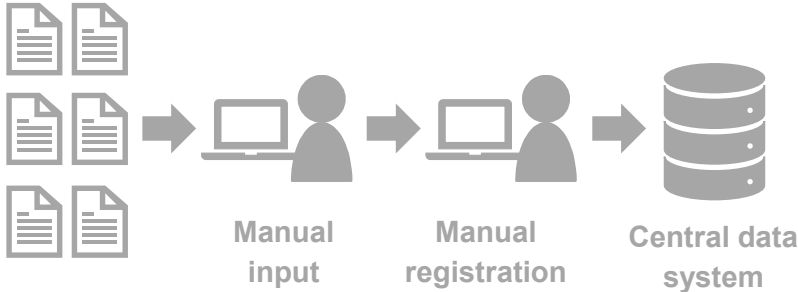 Manual
input
Manual
registration
Central data
system